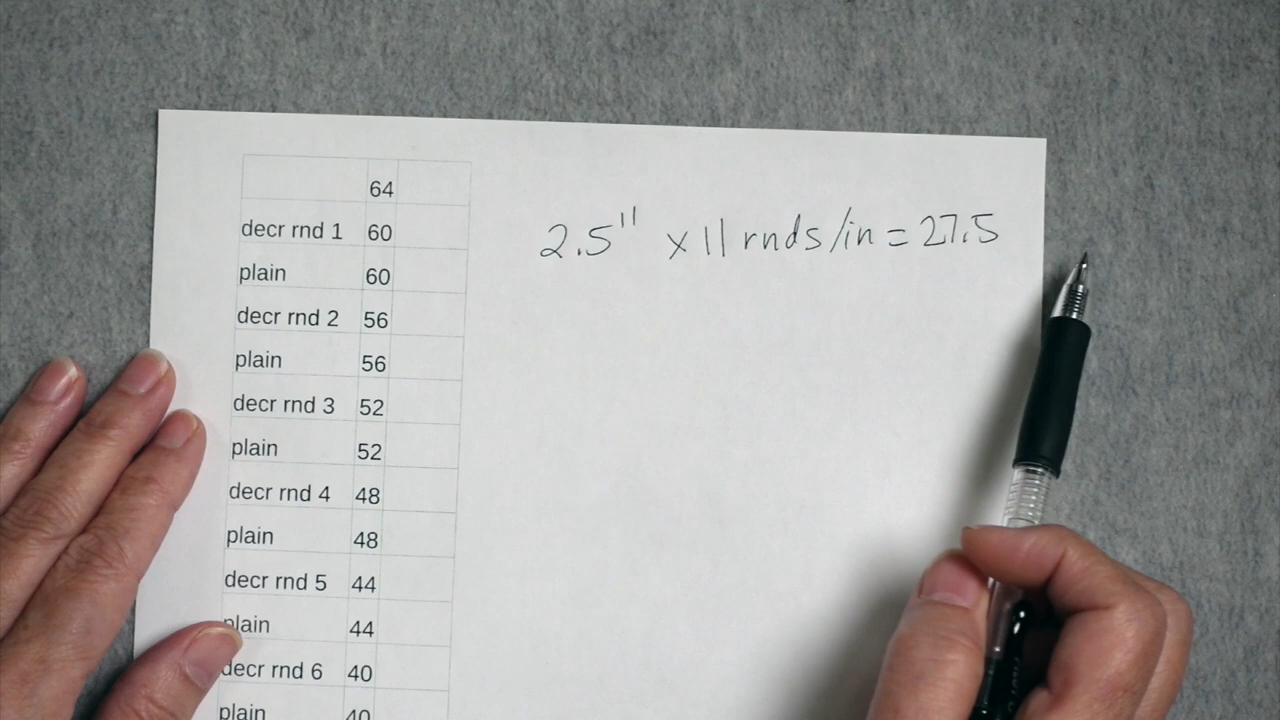 64
decr rnd 1 60
2.5" x 11 rnds/in = 27.5
plain 60
decr rnd 2 56
plain 56
decr rnd 3 52
plain 52
decr rnd 4 48
plain 48
decr rnd 5 44
plain 44
decr rnd 6 40
plain 40